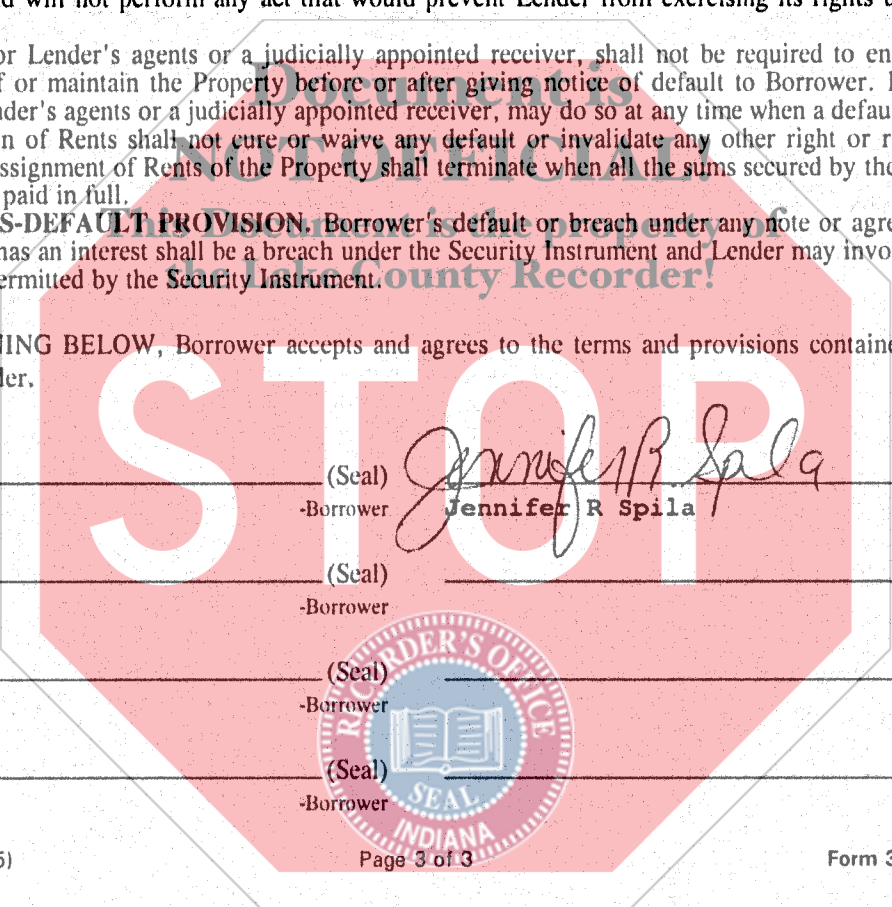 d will not perform any act that would prevent Lender from exercising its rights
or Lender's agents or a judicially appointed receiver, shall not be required to en
f or maintain the Property before or after giving notice of default to Borrower.
der's agents or a judicially appointed receiver, may do so at any time when a defau
n of Rents shall not cure or waive any default or invalidate any other right or r
ssignment of Rents of the Property shall terminate when all the sums secured by the
paid in full.
S-DEFAULT PROVISION. Borrower's default or breach under any note or agre
has an interest shall be a breach under the Security Instrument and Lender may invo
ermitted by the Security Instrument.
Document is
NOT OFFICIAL!
This Document is the property of
the Lake County Recorder!
NING BELOW, Borrower accepts and agrees to the terms and provisions containe
ler.
STOP
(Seal) Jennifer R. Spila
-Borrower Jennifer R Spila
(Seal)
-Borrower
(Seal)
-Borrower
(Seal)
-Borrower
RECORDER'S OFFICE
SEAL
INDIANA
5) Page 3 of 3 Form 3